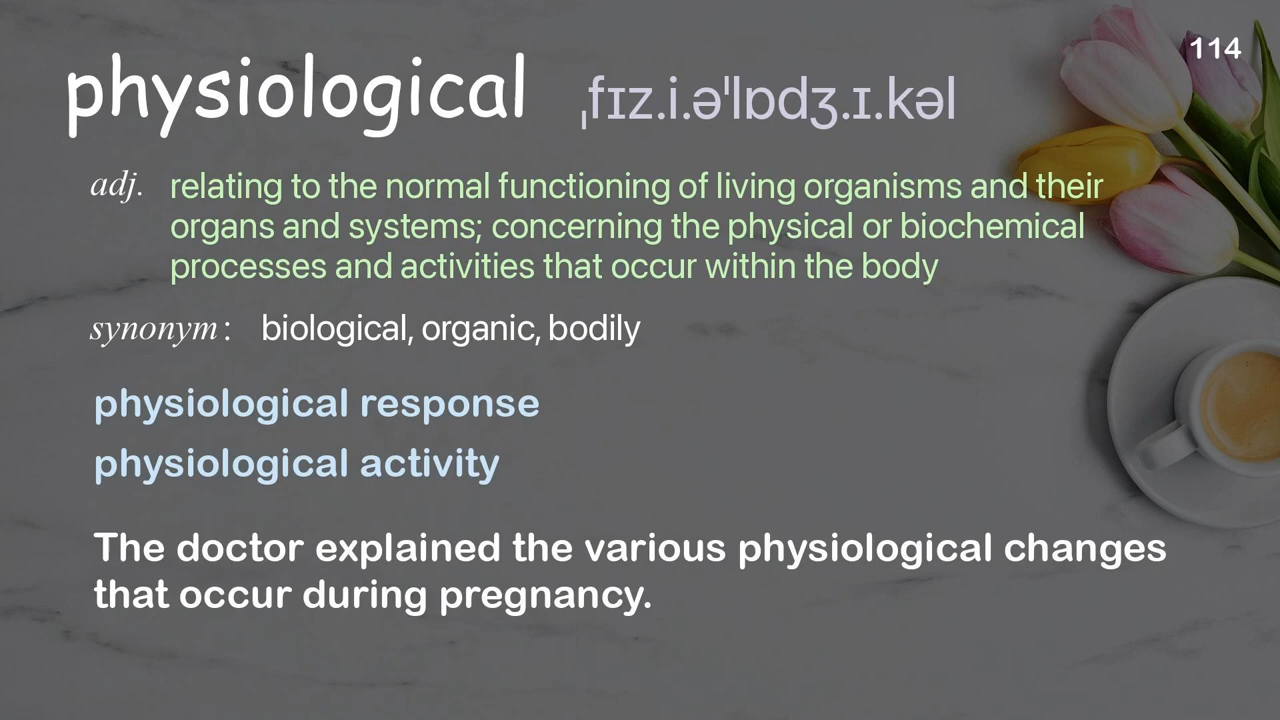 114
physiological ˌfɪz.i.əˈlɒdʒ.ɪ.kəl
adj. relating to the normal functioning of living organisms and their
organs and systems; concerning the physical or biochemical
processes and activities that occur within the body
synonym: biological, organic, bodily
physiological response
physiological activity
The doctor explained the various physiological changes
that occur during pregnancy.